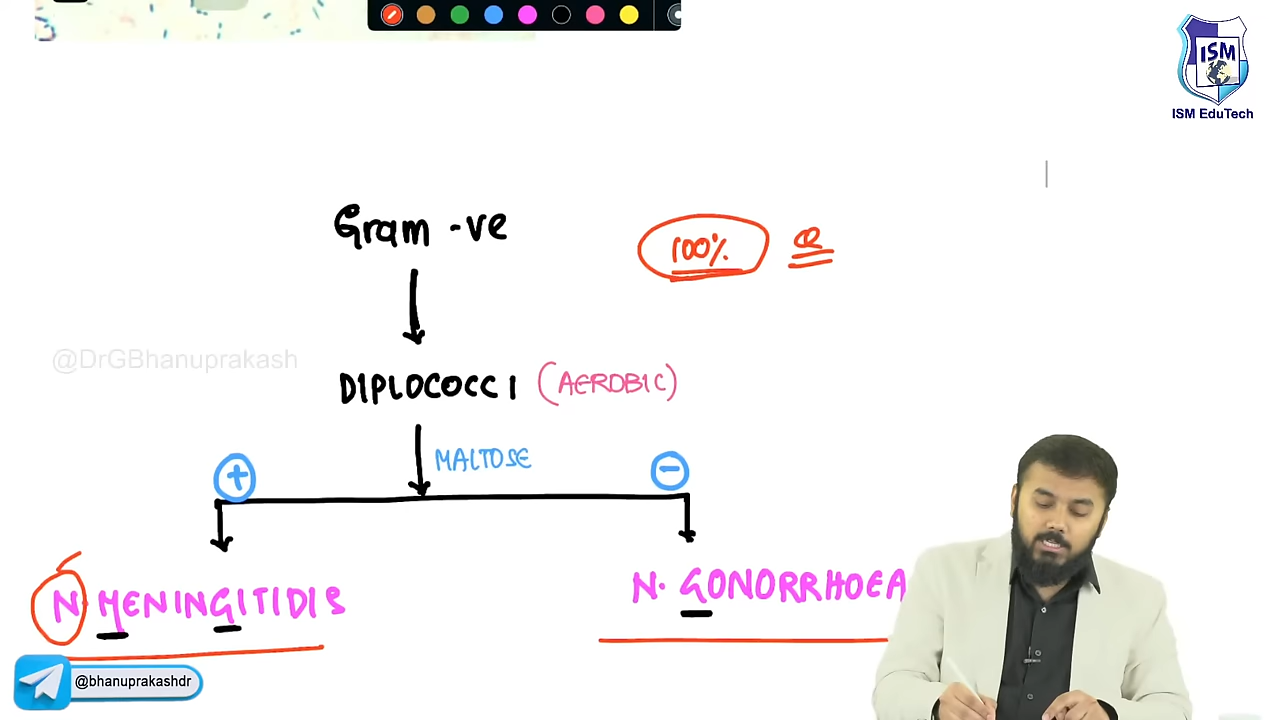 ISM
ISM EduTech
Gram -ve
100%
@DrGBhanuprakash
DIPLOCOCCI (AEROBIC)
+ MALTOSE -
N. MENINGITIDIS
N. GONORRHOEA
@bhanuprakashdr